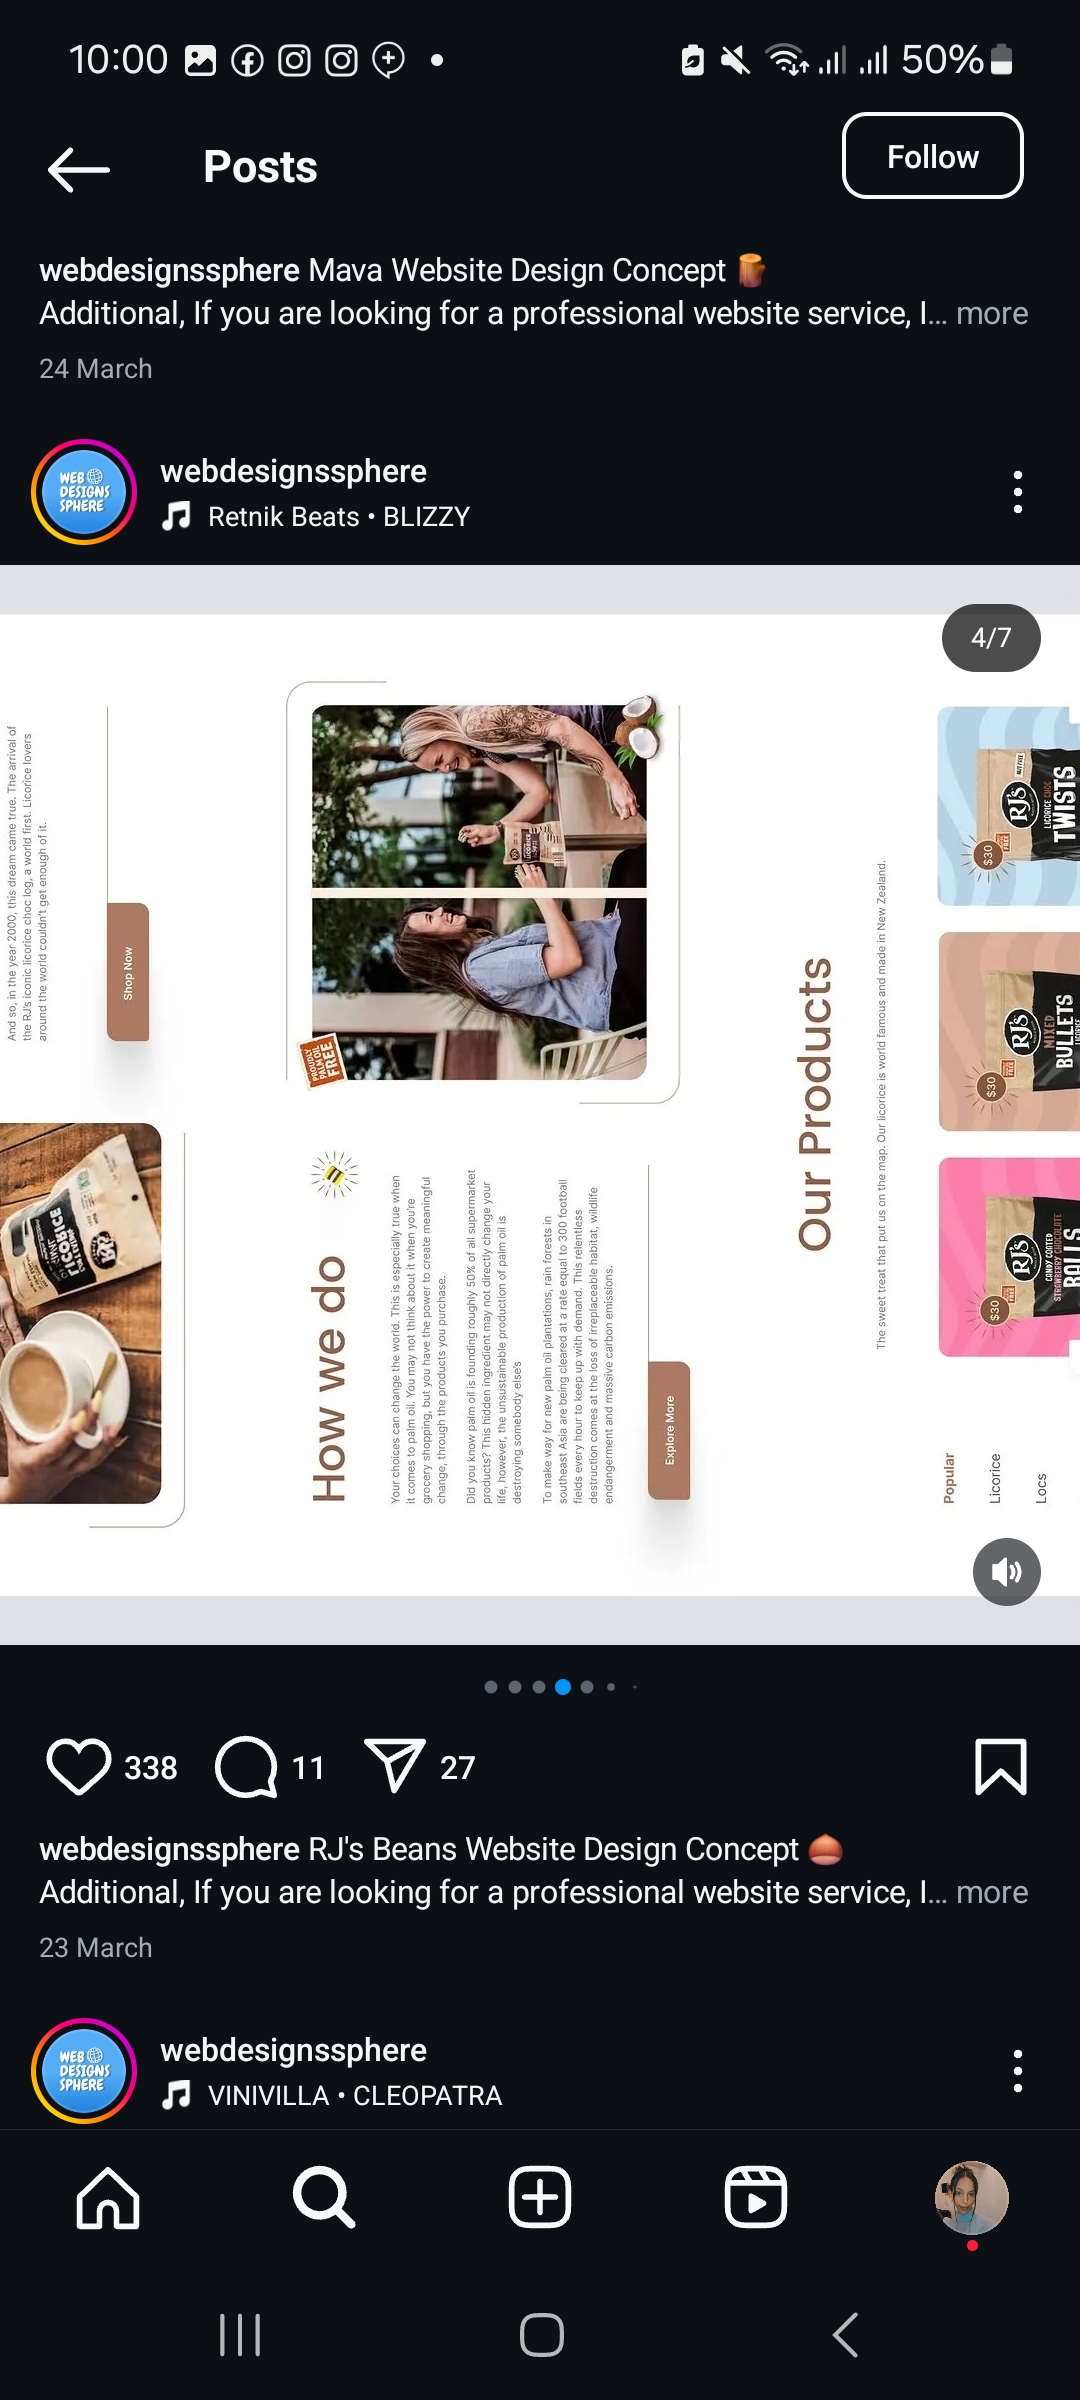 10:00
50%
Posts
Follow
webdesignssphere Mava Website Design Concept
Additional, If you are looking for a professional website service, I... more
24 March
WEB
DESIGNS
SPHERE
webdesignssphere
Retnik Beats • BLIZZY
4/7
And so, in the year 2000, this dream came true. The arrival of
the RJ's iconic licorice choc log, a world first. Licorice lovers
around the world couldn't get enough of it.
Shop Now
LICORICE
RJ's
PROUDLY
PALM OIL
FREE
LICORICE
How we do
Your choices can change the world. This is especially true when
it comes to palm oil. You may not think about it when you're
grocery shopping, but you have the power to create meaningful
change, through the products you purchase.
Did you know palm oil is founding roughly 50% of all supermarket
products? This hidden ingredient may not directly change your
life, however, the unsustainable production of palm oil is
destroying somebody else's
To make way for new palm oil plantations, rain forests in
southeast Asia are being cleared at a rate equal to 300 football
fields every hour to keep up with demand. This relentless
destruction comes at the loss of irreplaceable habitat, wildlife
endangerment and massive carbon emissions.
Explore More
Our Products
The sweet treat that put us on the map. Our licorice is world famous and made in New Zealand.
Popular
Licorice
Locs
$30
RJ's
CANDY COATED
STRAWBERRY CHOCOLATE
BALLS
$30
RJ's
MIXED
BULLETS
LICORICE
$30
RJ's
NUT FREE
LICORICE CHOC
TWISTS
338
11
27
webdesignssphere RJ's Beans Website Design Concept
Additional, If you are looking for a professional website service, I... more
23 March
WEB
DESIGNS
SPHERE
webdesignssphere
VINIVILLA • CLEOPATRA